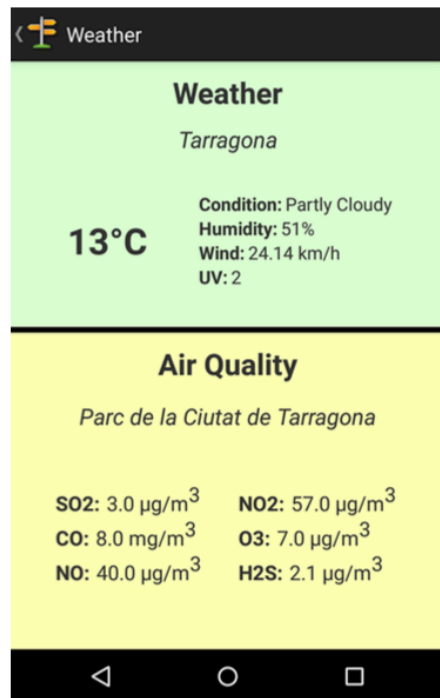 Weather
Weather
Tarragona
13°C
Condition: Partly Cloudy
Humidity: 51%
Wind: 24.14 km/h
UV: 2
Air Quality
Parc de la Ciutat de Tarragona
SO2: 3.0 µg/m³ NO2: 57.0 µg/m³
CO: 8.0 mg/m³ O3: 7.0 µg/m³
NO: 40.0 µg/m³ H2S: 2.1 µg/m³